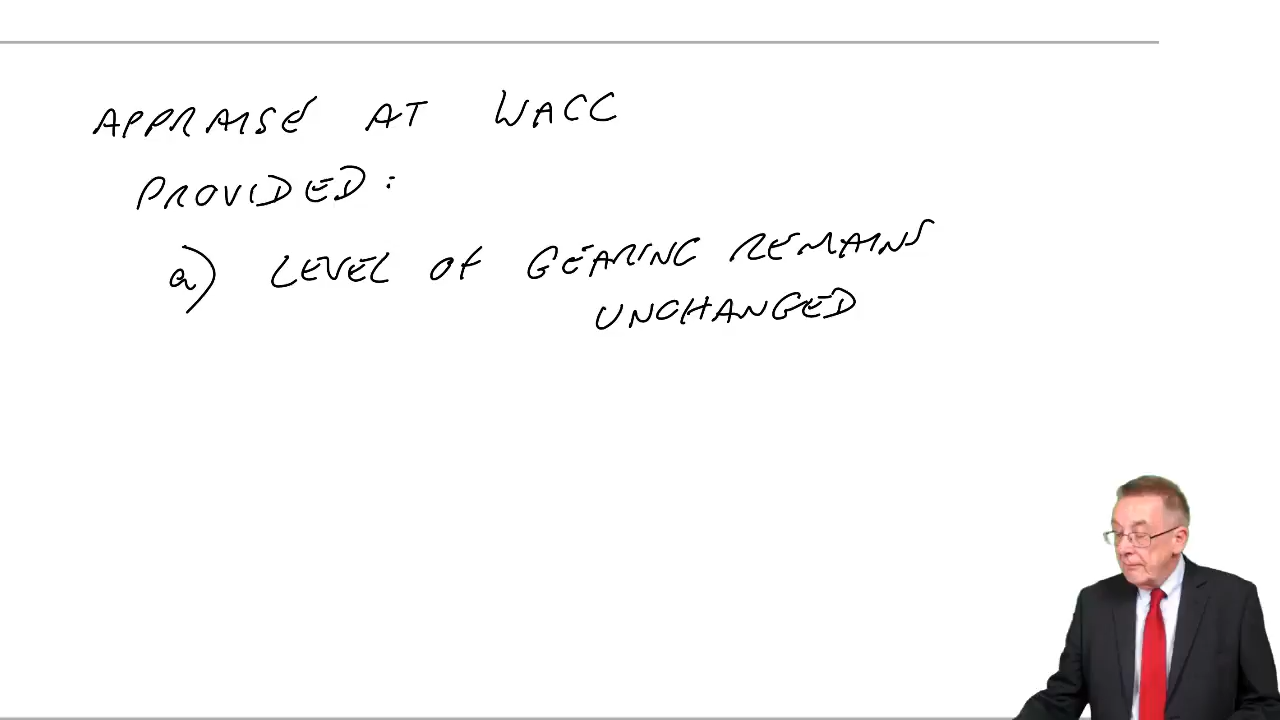 APPRAISE AT WACC
PROVIDED:
a) LEVEL OF GEARING REMAINS
UNCHANGED